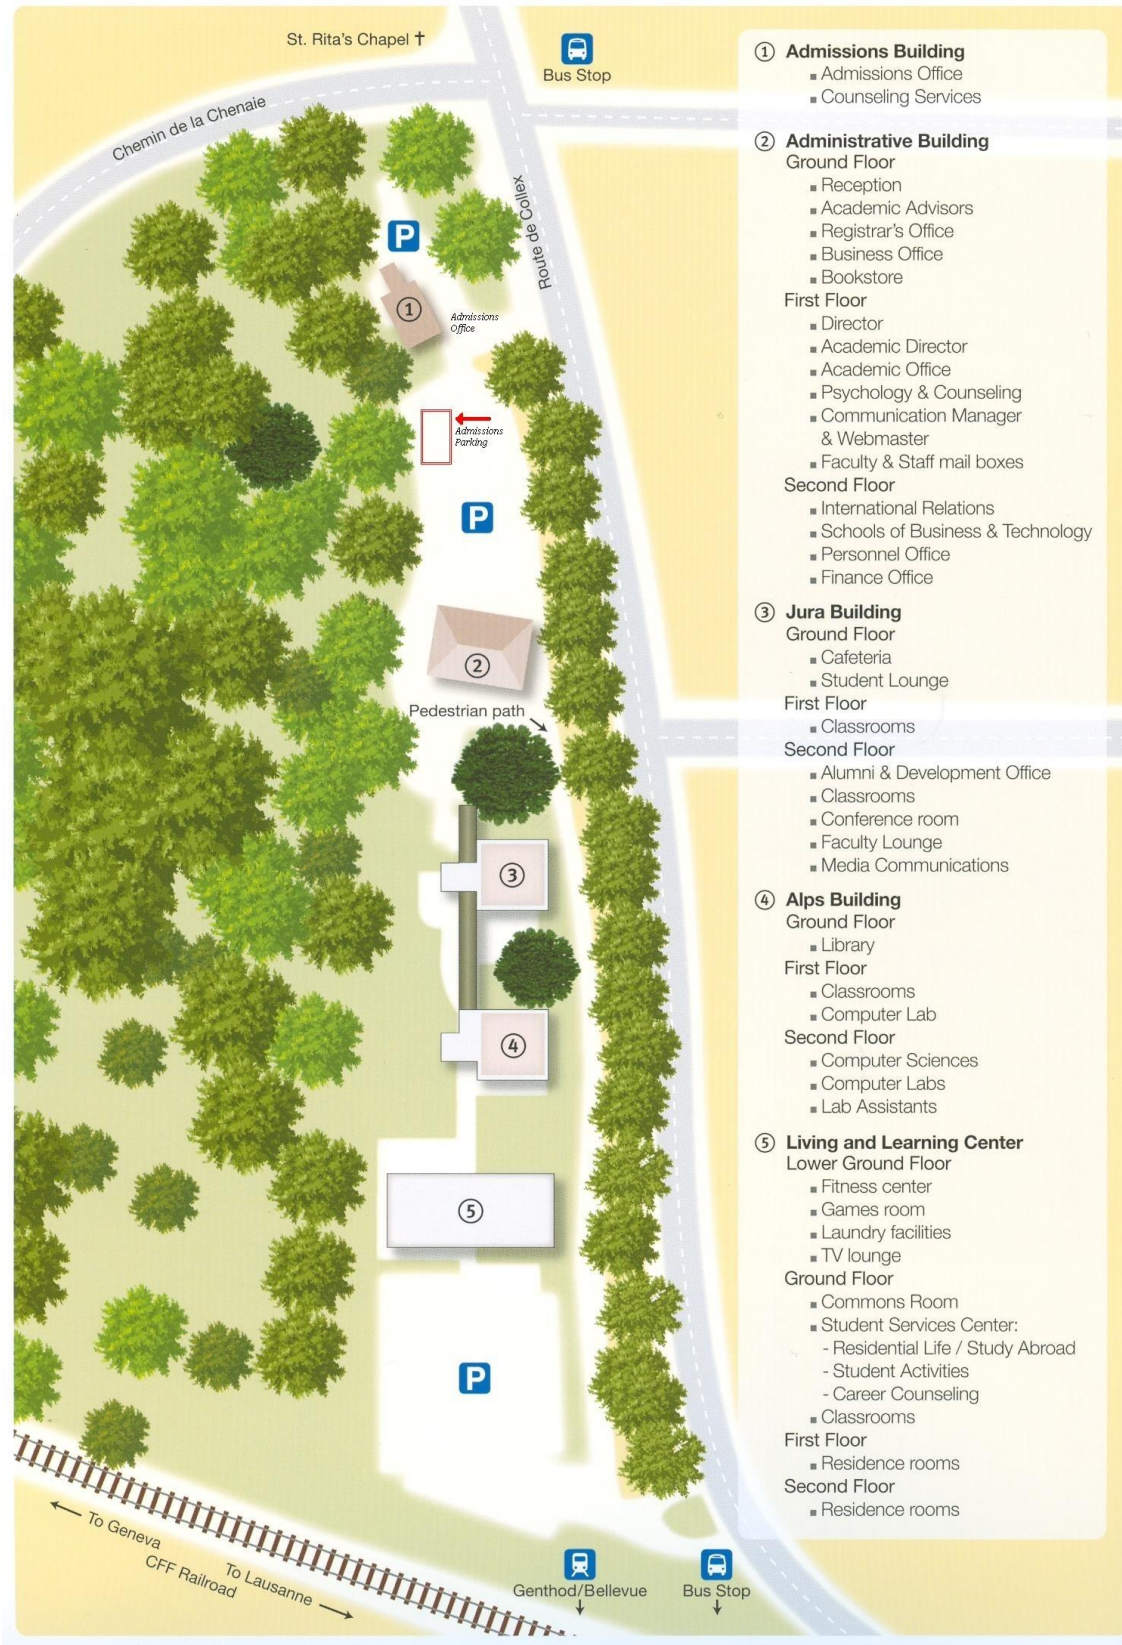 St. Rita's Chapel ✝
Bus Stop
Chemin de la Chenaie
Route de Collex
P
①
Admissions
Office
Admissions
Parking
P
②
Pedestrian path
③
④
⑤
P
To Geneva
CFF Railroad
To Lausanne
Genthod/Bellevue
Bus Stop
① Admissions Building
Admissions Office
Counseling Services
② Administrative Building
Ground Floor
Reception
Academic Advisors
Registrar's Office
Business Office
Bookstore
First Floor
Director
Academic Director
Academic Office
Psychology & Counseling
Communication Manager
& Webmaster
Faculty & Staff mail boxes
Second Floor
International Relations
Schools of Business & Technology
Personnel Office
Finance Office
③ Jura Building
Ground Floor
Cafeteria
Student Lounge
First Floor
Classrooms
Second Floor
Alumni & Development Office
Classrooms
Conference room
Faculty Lounge
Media Communications
④ Alps Building
Ground Floor
Library
First Floor
Classrooms
Computer Lab
Second Floor
Computer Sciences
Computer Labs
Lab Assistants
⑤ Living and Learning Center
Lower Ground Floor
Fitness center
Games room
Laundry facilities
TV lounge
Ground Floor
Commons Room
Student Services Center:
- Residential Life / Study Abroad
- Student Activities
- Career Counseling
Classrooms
First Floor
Residence rooms
Second Floor
Residence rooms